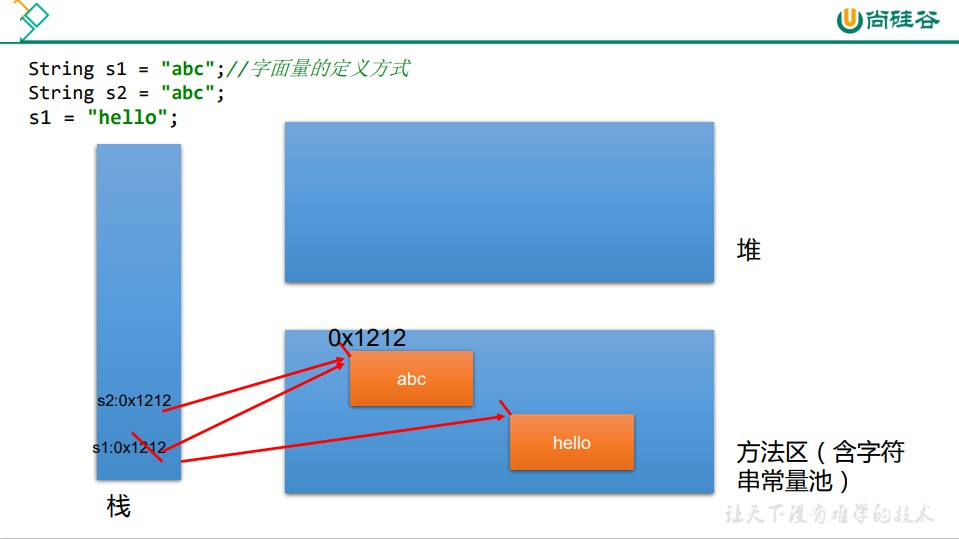 尚硅谷
String s1 = "abc";//字面量的定义方式
String s2 = "abc";
s1 = "hello";
堆
0x1212
abc
s2:0x1212
hello
s1:0x1212
方法区（含字符
串常量池）
栈
让天下没有难学的技术